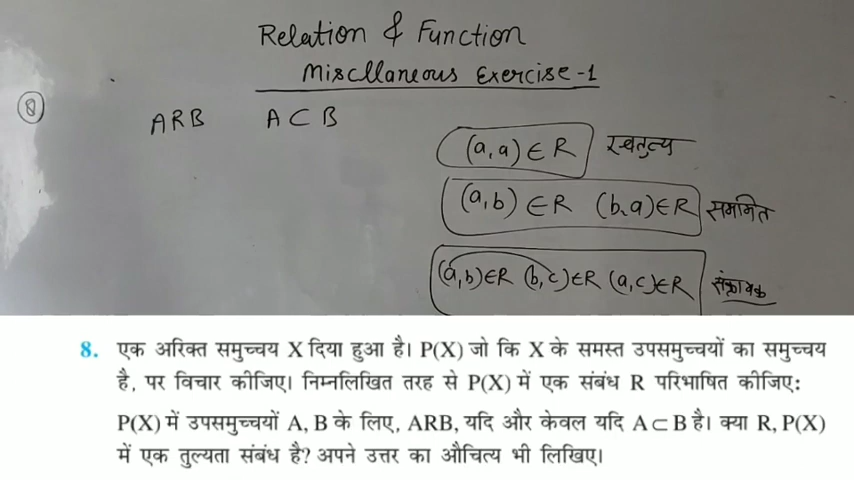 Relation & Function
Miscllaneous Exercise-1
8
ARB A ⊂ B
(a, a) ∈ R स्वतुल्य
(a, b) ∈ R (b, a) ∈ R सममित
(a, b) ∈ R (b, c) ∈ R (a, c) ∈ R संक्रामक
8. एक अरिक्त समुच्चय X दिया हुआ है। P(X) जो कि X के समस्त उपसमुच्चयों का समुच्चय
है, पर विचार कीजिए। निम्नलिखित तरह से P(X) में एक संबंध R परिभाषित कीजिए:
P(X) में उपसमुच्चयों A, B के लिए, ARB, यदि और केवल यदि A ⊂ B है। क्या R, P(X)
में एक तुल्यता संबंध है? अपने उत्तर का औचित्य भी लिखिए।